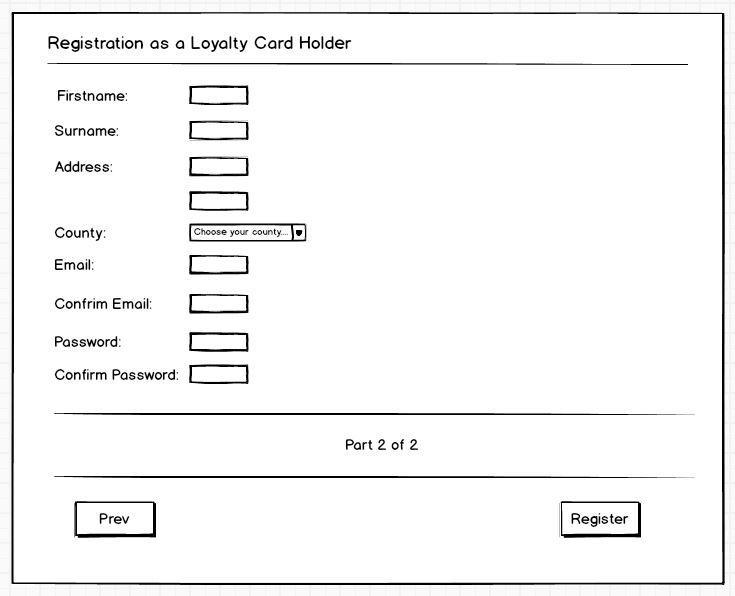 Registration as a Loyalty Card Holder
Firstname:
Surname:
Address:
County:
Choose your county....
Email:
Confrim Email:
Password:
Confirm Password:
Part 2 of 2
Prev
Register